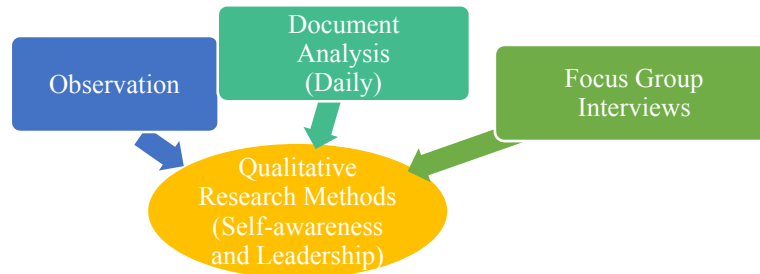 Observation
Document
Analysis
(Daily)
Focus Group
Interviews
Qualitative
Research Methods
(Self-awareness
and Leadership)